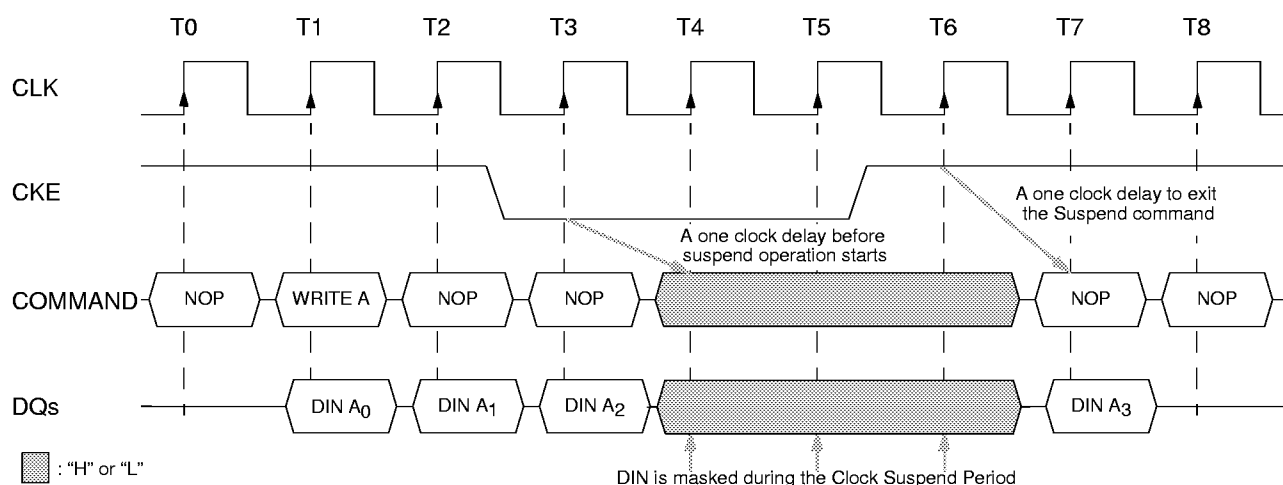 T0 T1 T2 T3 T4 T5 T6 T7 T8
CLK
CKE
A one clock delay to exit
the Suspend command
A one clock delay before
suspend operation starts
COMMAND NOP WRITE A NOP NOP NOP NOP
DQs DIN A0 DIN A1 DIN A2 DIN A3
: “H” or “L”
DIN is masked during the Clock Suspend Period